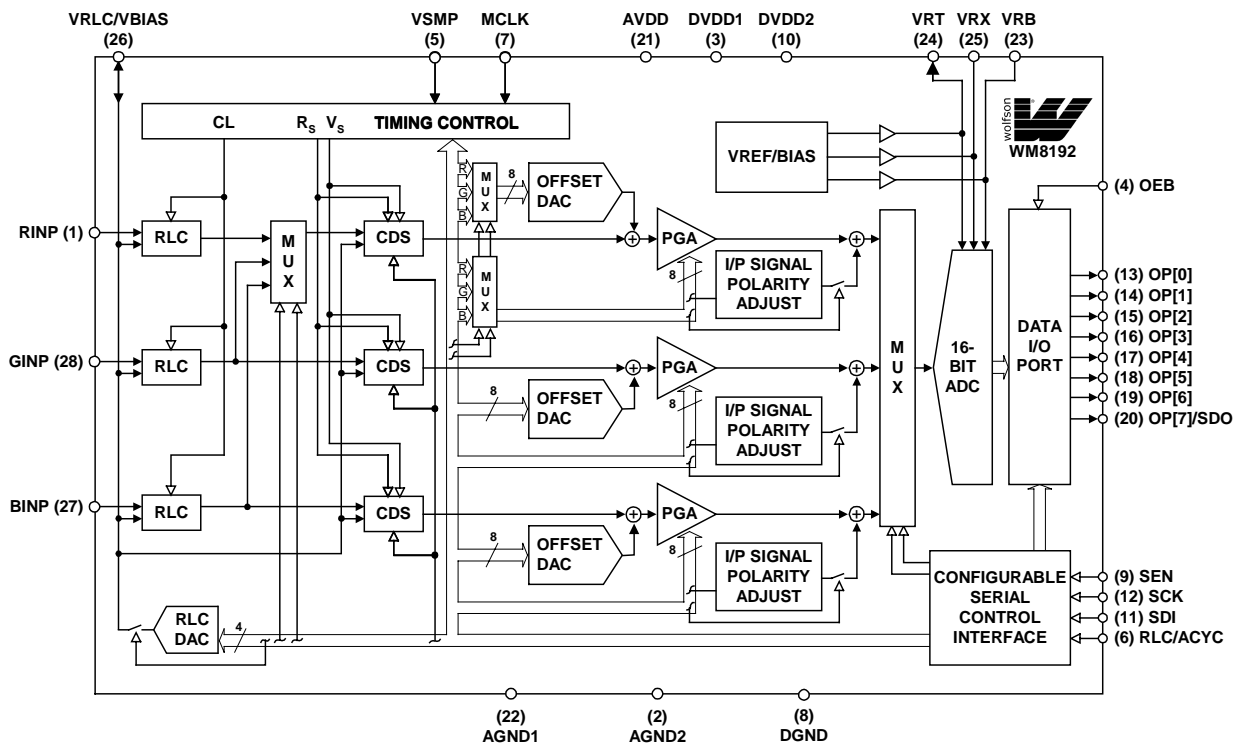 VRLC/VBIAS
(26)
VSMP
(5)
MCLK
(7)
AVDD
(21)
DVDD1
(3)
DVDD2
(10)
VRT
(24)
VRX
(25)
VRB
(23)
CL RS VS TIMING CONTROL
wolfson
WM8192
VREF/BIAS
R
G
B
M
U
X
8
OFFSET
DAC
(4) OEB
RINP (1)
RLC
M
U
X
CDS
PGA
8
I/P SIGNAL
POLARITY
ADJUST
R
G
B
M
U
X
GINP (28)
RLC
CDS
8
OFFSET
DAC
PGA
8
I/P SIGNAL
POLARITY
ADJUST
M
U
X
16-
BIT
ADC
DATA
I/O
PORT
(13) OP[0]
(14) OP[1]
(15) OP[2]
(16) OP[3]
(17) OP[4]
(18) OP[5]
(19) OP[6]
(20) OP[7]/SDO
BINP (27)
RLC
CDS
8
OFFSET
DAC
PGA
8
I/P SIGNAL
POLARITY
ADJUST
CONFIGURABLE
SERIAL
CONTROL
INTERFACE
(9) SEN
(12) SCK
(11) SDI
(6) RLC/ACYC
RLC
DAC
4
(22)
AGND1
(2)
AGND2
(8)
DGND